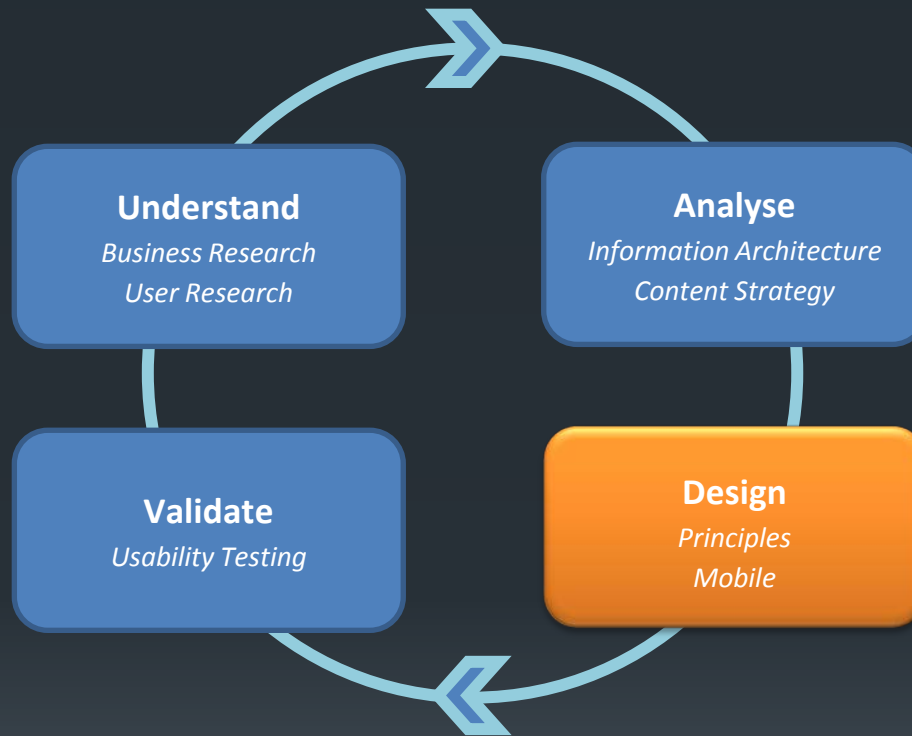 Understand
Business Research
User Research
Analyse
Information Architecture
Content Strategy
Validate
Usability Testing
Design
Principles
Mobile